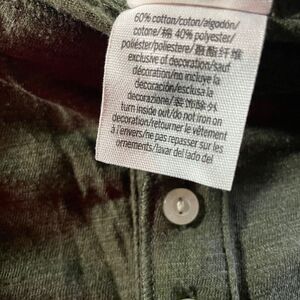 60% cotton/coton/algodón/
cotone/棉 40% polyester/
poliéster/poliestere/聚酯纤维
exclusive of decoration/sauf
décoration/no incluye la
decoración/esclusa la
decorazione/装饰除外
turn inside out/do not iron on
decoration/retourner le vêtement
à l'envers/ne pas repasser sur les
ornements/lavar del lado del